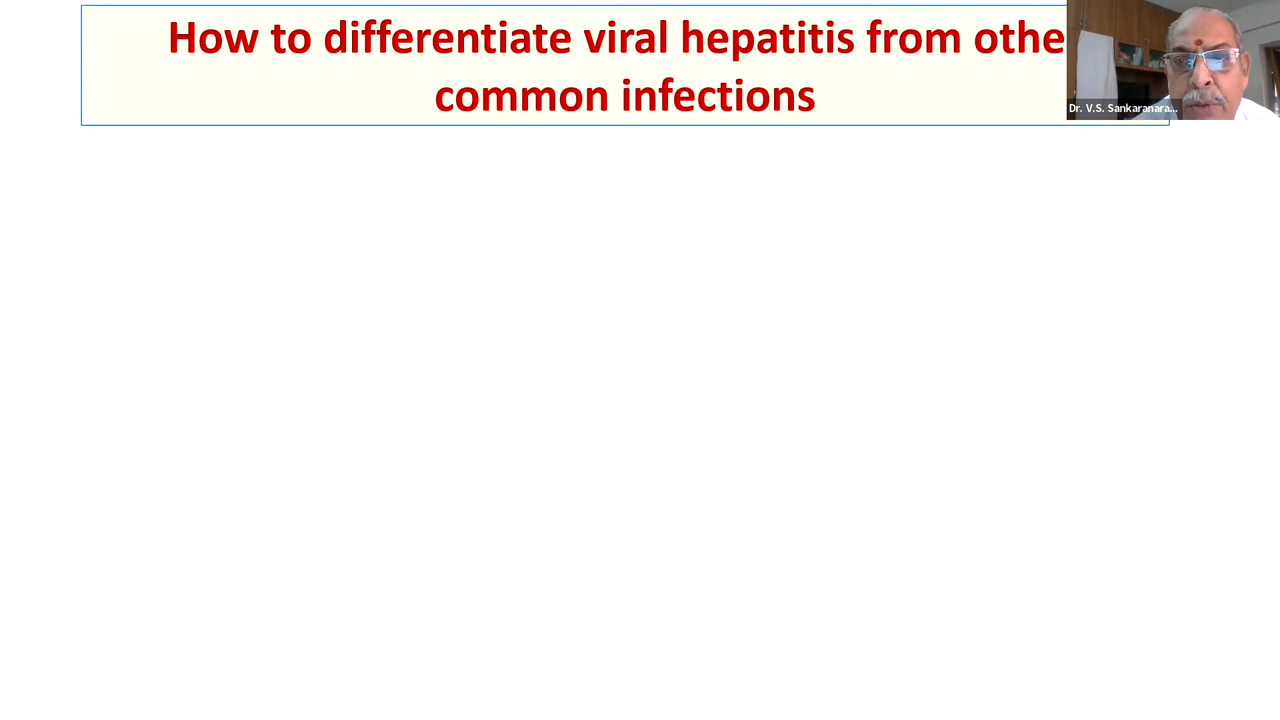 How to differentiate viral hepatitis from othe
common infections
Dr. V.S. Sankaranara...